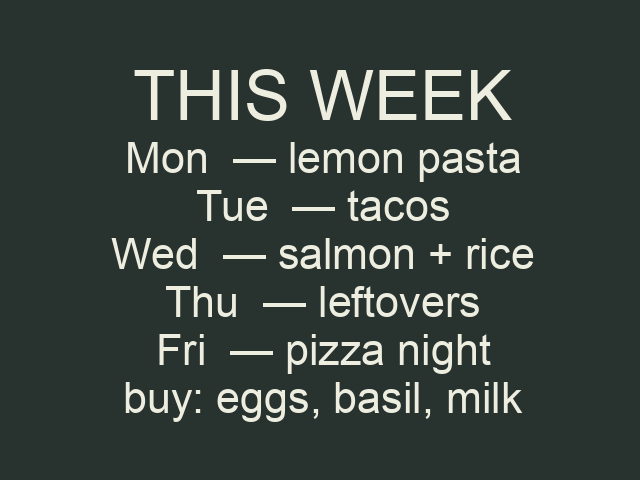 THIS WEEK
Mon  — lemon pasta
Tue  — tacos
Wed  — salmon + rice
Thu  — leftovers
Fri  — pizza night
buy: eggs, basil, milk